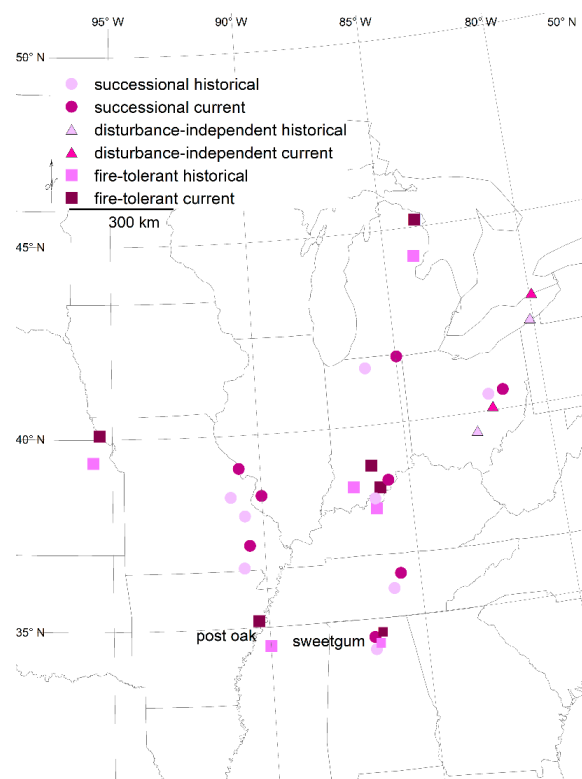 95° W 90° W 85° W 80° W 50° N
50° N
successional historical
successional current
disturbance-independent historical
disturbance-independent current
fire-tolerant historical
fire-tolerant current
300 km
45° N
40° N
35° N
post oak
sweetgum